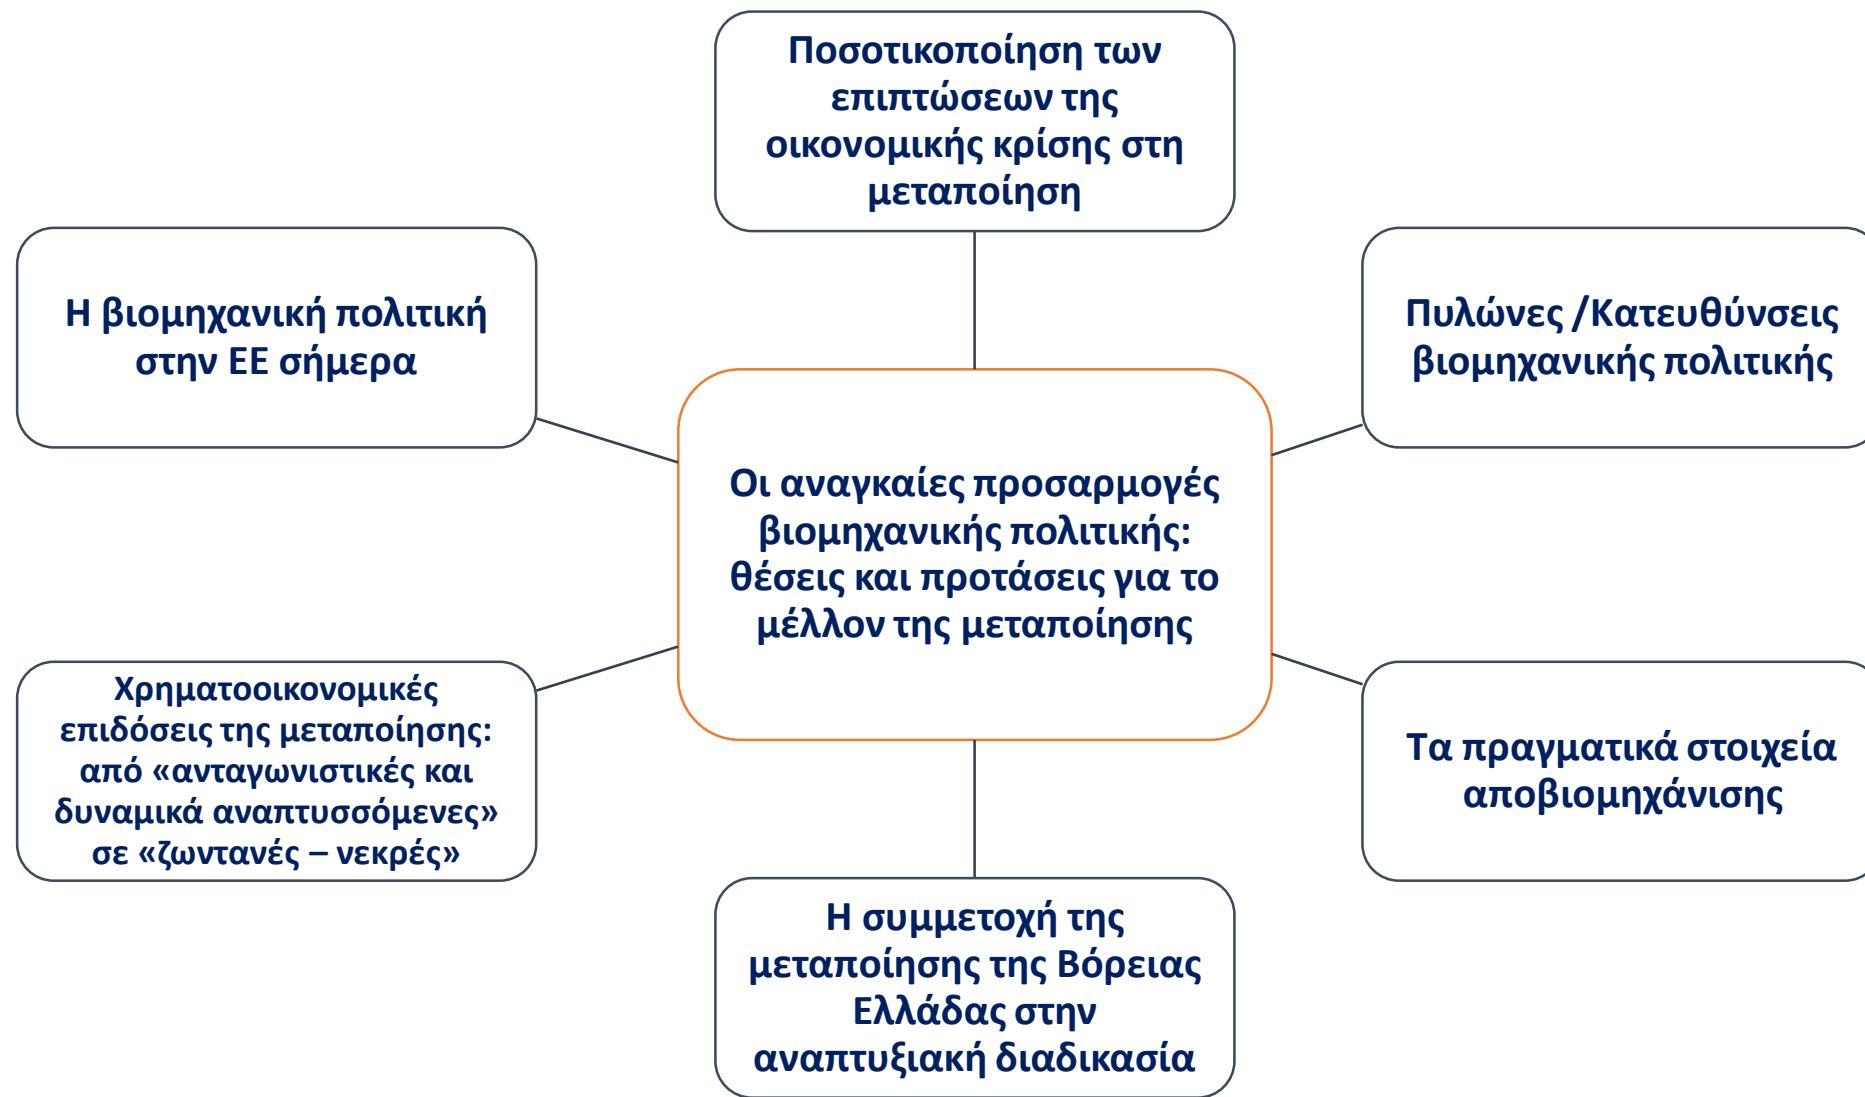 Ποσοτικοποίηση των
επιπτώσεων της
οικονομικής κρίσης στη
μεταποίηση
Η βιομηχανική πολιτική
στην ΕΕ σήμερα
Πυλώνες /Κατευθύνσεις
βιομηχανικής πολιτικής
Οι αναγκαίες προσαρμογές
βιομηχανικής πολιτικής:
θέσεις και προτάσεις για το
μέλλον της μεταποίησης
Χρηματοοικονομικές
επιδόσεις της μεταποίησης:
από «ανταγωνιστικές και
δυναμικά αναπτυσσόμενες»
σε «ζωντανές – νεκρές»
Τα πραγματικά στοιχεία
αποβιομηχάνισης
Η συμμετοχή της
μεταποίησης της Βόρειας
Ελλάδας στην
αναπτυξιακή διαδικασία